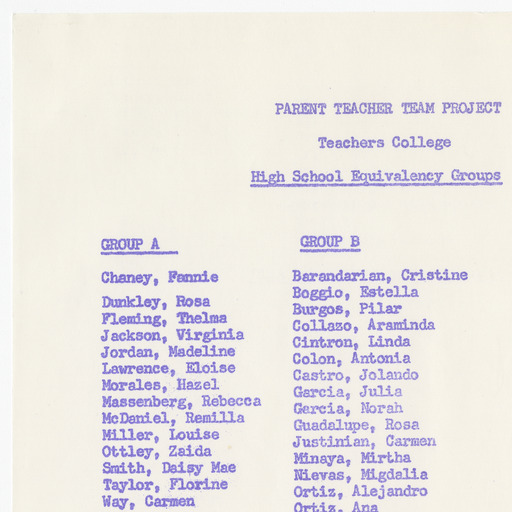 PARENT TEACHER TEAM PROJECT
Teachers College
High School Equivalency Groups
GROUP A
Chaney, Fannie
Dunkley, Rosa
Fleming, Thelma
Jackson, Virginia
Jordan, Madeline
Lawrence, Eloise
Morales, Hazel
Massenberg, Rebecca
McDaniel, Remilla
Miller, Louise
Ottley, Zaida
Smith, Daisy Mae
Taylor, Florine
Way, Carmen
GROUP B
Barandarian, Cristine
Boggio, Estella
Burgos, Pilar
Collazo, Araminda
Cintron, Linda
Colon, Antonia
Castro, Jolando
Garcia, Julia
Garcia, Norah
Guadalupe, Rosa
Justinian, Carmen
Minaya, Mirtha
Nievas, Migdalia
Ortiz, Alejandro
Ortiz, Ana